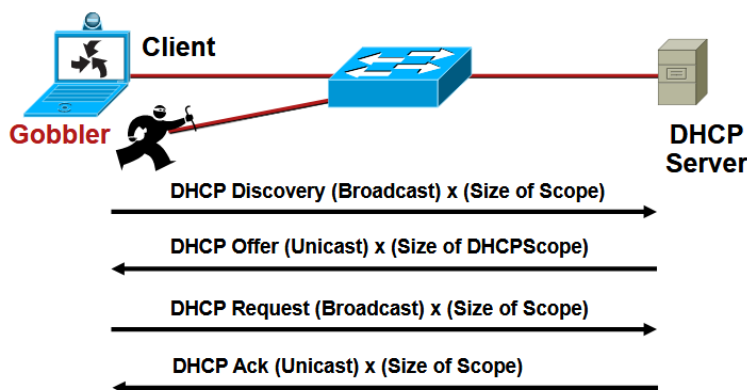 Client
Gobbler
DHCP
Server
DHCP Discovery (Broadcast) x (Size of Scope)
DHCP Offer (Unicast) x (Size of DHCPScope)
DHCP Request (Broadcast) x (Size of Scope)
DHCP Ack (Unicast) x (Size of Scope)